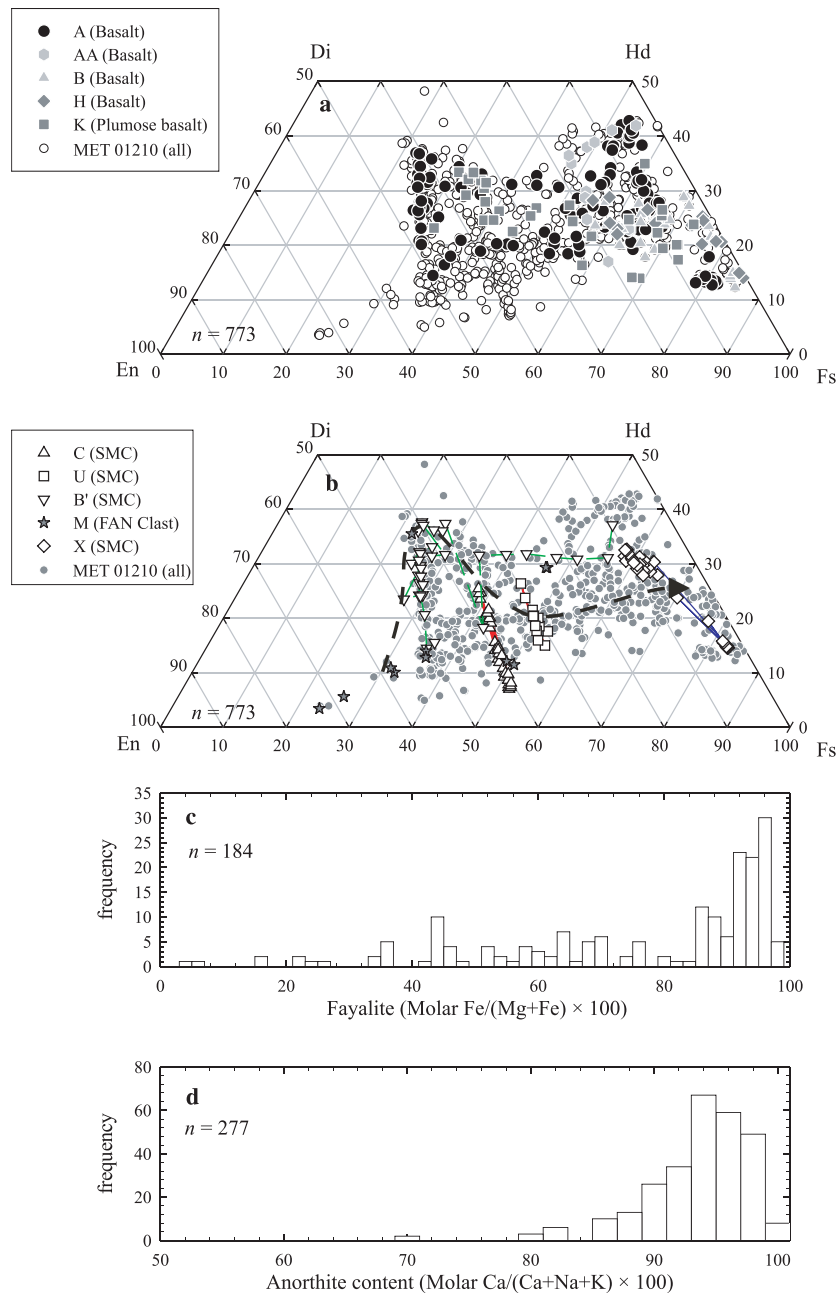 A (Basalt)
AA (Basalt)
B (Basalt)
H (Basalt)
K (Plumose basalt)
MET 01210 (all)
Di
Hd
50
a
50
60
40
70
30
80
20
90
10
n = 773
100
0
En
0
10
20
30
40
50
60
70
80
90
100
Fs
C (SMC)
U (SMC)
B' (SMC)
M (FAN Clast)
X (SMC)
MET 01210 (all)
Di
Hd
50
b
50
60
40
70
30
80
20
90
10
n = 773
100
0
En
0
10
20
30
40
50
60
70
80
90
100
Fs
35
30
25
20
15
10
5
0
frequency
c
n = 184
0
20
40
60
80
100
Fayalite (Molar Fe/(Mg+Fe) × 100)
80
60
40
20
0
frequency
d
n = 277
50
60
70
80
90
100
Anorthite content (Molar Ca/(Ca+Na+K) × 100)